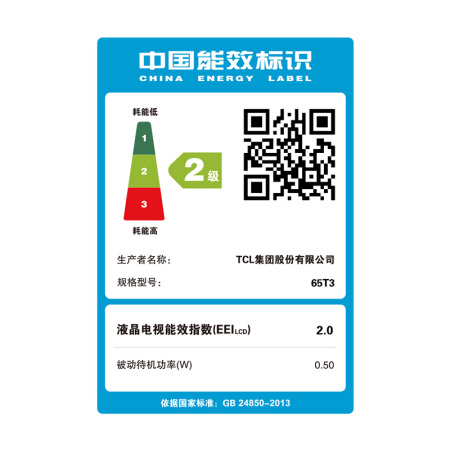 中国能效标识
CHINA ENERGY LABEL
耗能低
1
2
3
耗能高
2级
生产者名称: TCL集团股份有限公司
规格型号: 65T3
液晶电视能效指数(EEILCD) 2.0
被动待机功率(W) 0.50
依据国家标准: GB 24850-2013